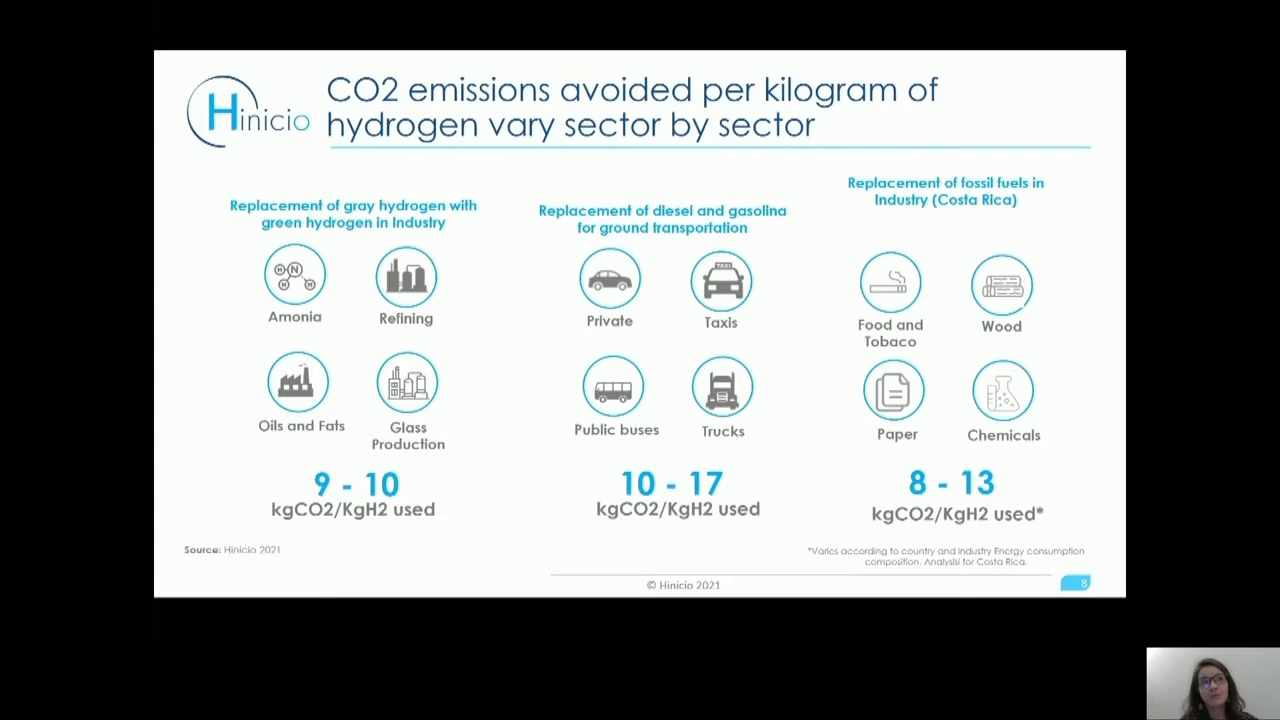 Hinicio
CO2 emissions avoided per kilogram of
hydrogen vary sector by sector
Replacement of gray hydrogen with
green hydrogen in Industry
H N H H
Amonia
Refining
Oils and Fats
Glass
Production
9 - 10
kgCO2/KgH2 used
Replacement of diesel and gasolina
for ground transportation
Private
TAXI
Taxis
Public buses
Trucks
10 - 17
kgCO2/KgH2 used
Replacement of fossil fuels in
Industry (Costa Rica)
Food and
Tobaco
Wood
Paper
Chemicals
8 - 13
kgCO2/KgH2 used*
Source: Hinicio 2021
*Varies according to country and industry Energy consumption
composition. Analysisi for Costa Rica.
© Hinicio 2021
8